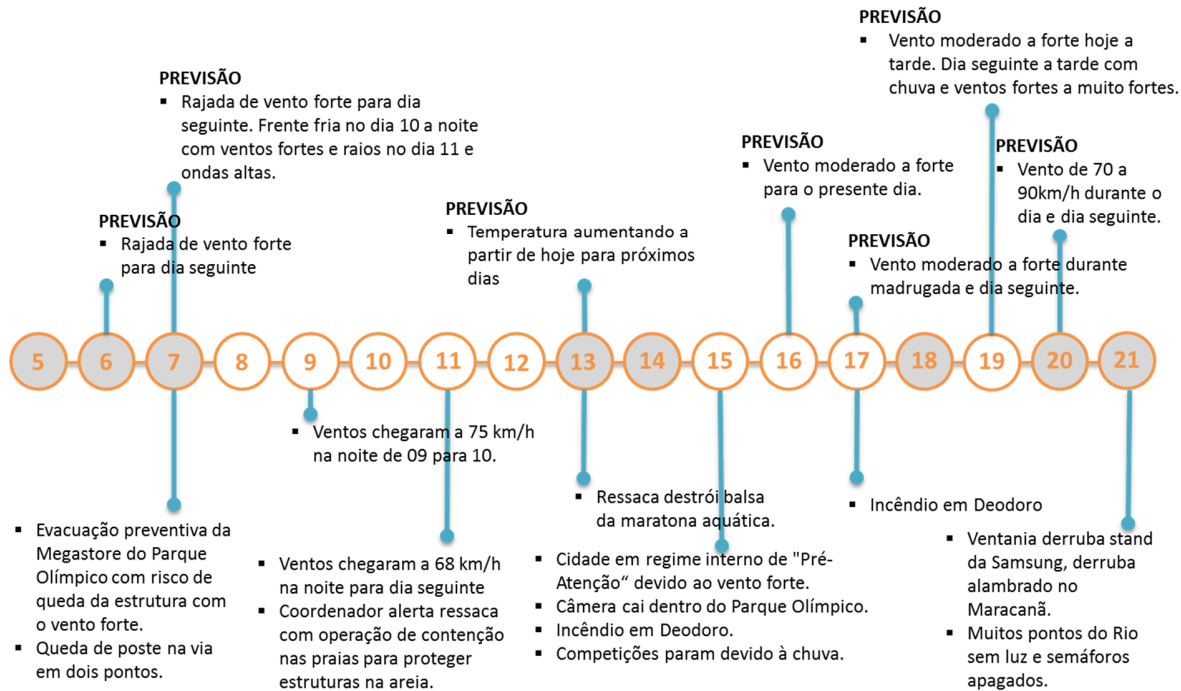 PREVISÃO
▪ Vento moderado a forte hoje a
tarde. Dia seguinte a tarde com
chuva e ventos fortes a muito fortes.
PREVISÃO
▪ Rajada de vento forte para dia
seguinte. Frente fria no dia 10 a noite
com ventos fortes e raios no dia 11 e
ondas altas.
PREVISÃO
▪ Vento moderado a forte
para o presente dia.
PREVISÃO
▪ Vento de 70 a
90km/h durante o
dia e dia seguinte.
PREVISÃO
▪ Rajada de vento forte
para dia seguinte
PREVISÃO
▪ Temperatura aumentando a
partir de hoje para próximos
dias
PREVISÃO
▪ Vento moderado a forte durante
madrugada e dia seguinte.
5 6 7 8 9 10 11 12 13 14 15 16 17 18 19 20 21
▪ Ventos chegaram a 75 km/h
na noite de 09 para 10.
▪ Evacuação preventiva da
Megastore do Parque
Olímpico com risco de
queda da estrutura com
o vento forte.
▪ Queda de poste na via
em dois pontos.
▪ Ventos chegaram a 68 km/h
na noite para dia seguinte
▪ Coordenador alerta ressaca
com operação de contenção
nas praias para proteger
estruturas na areia.
▪ Ressaca destrói balsa
da maratona aquática.
▪ Cidade em regime interno de "Pré-
Atenção“ devido ao vento forte.
▪ Câmera cai dentro do Parque Olímpico.
▪ Incêndio em Deodoro.
▪ Competições param devido à chuva.
▪ Incêndio em Deodoro
▪ Ventania derruba stand
da Samsung, derruba
alambrado no
Maracanã.
▪ Muitos pontos do Rio
sem luz e semáforos
apagados.